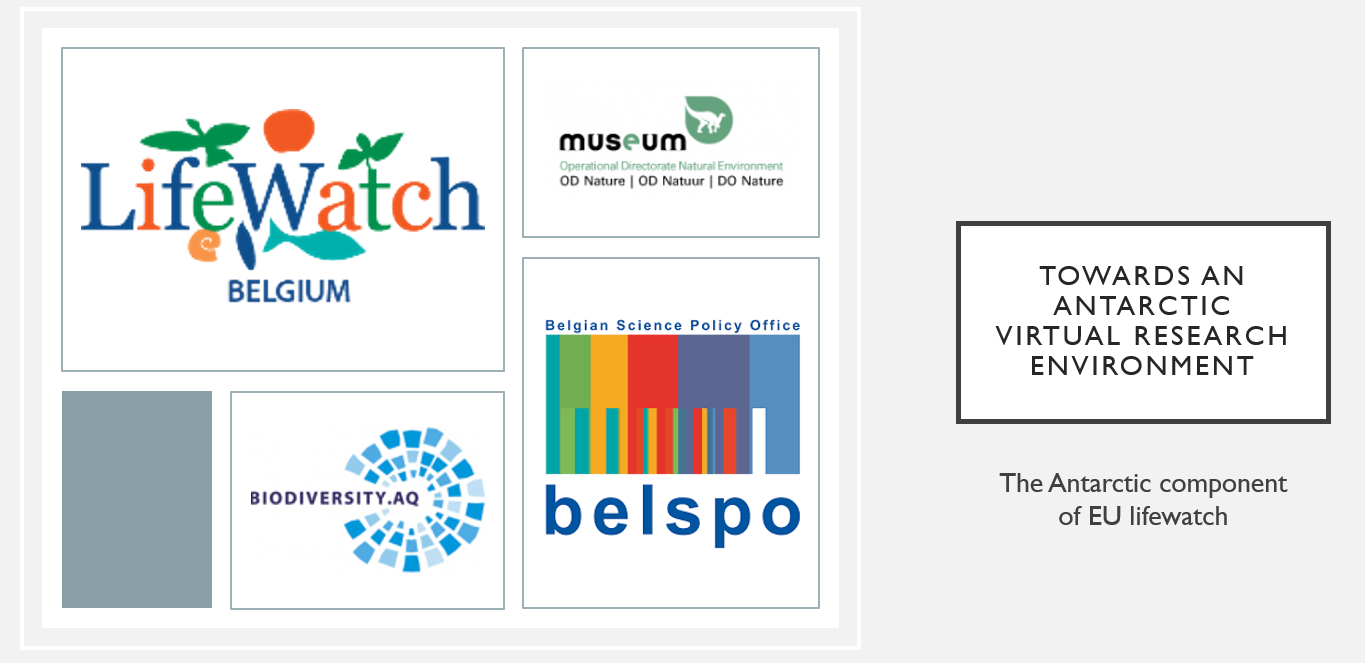 LifeWatch
BELGIUM
museum
Operational Directorate Natural Environment
OD Nature | OD Natuur | DO Nature
Belgian Science Policy Office
belspo
BIODIVERSITY.AQ
TOWARDS AN
ANTARCTIC
VIRTUAL RESEARCH
ENVIRONMENT
The Antarctic component
of EU lifewatch